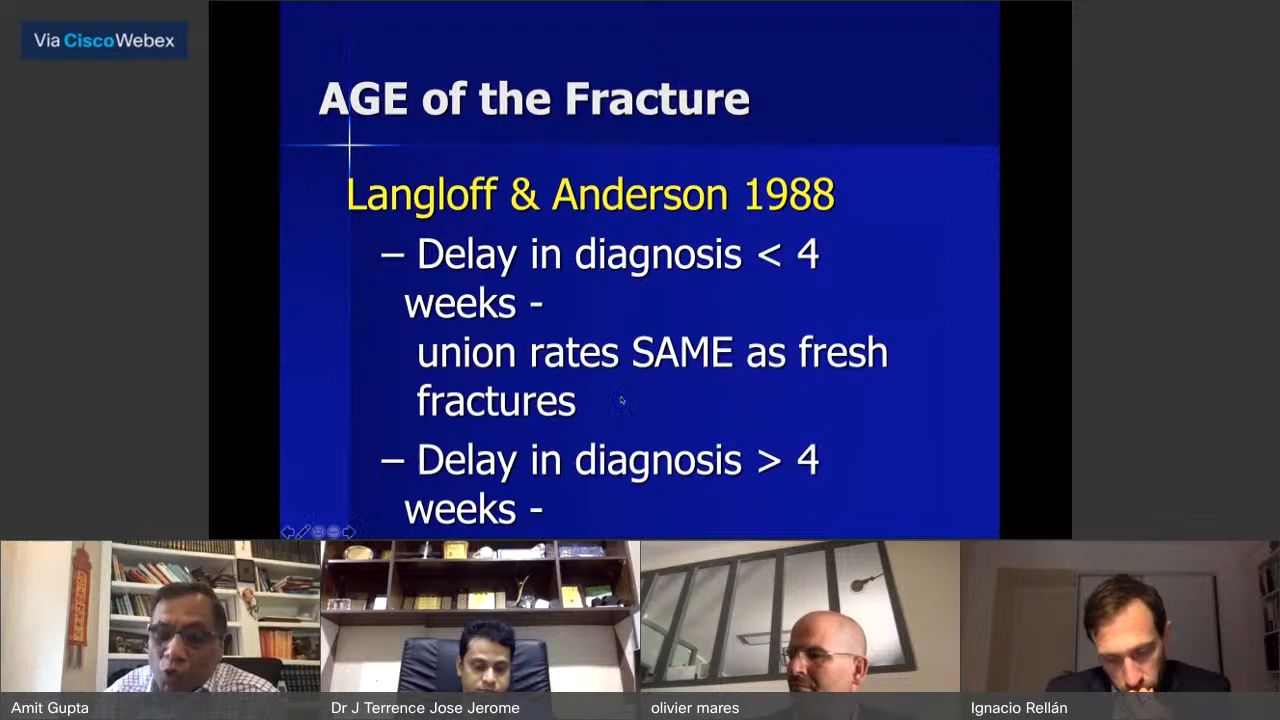 Via CiscoWebex
AGE of the Fracture
Langloff & Anderson 1988
– Delay in diagnosis < 4
weeks -
union rates SAME as fresh
fractures
– Delay in diagnosis > 4
weeks -
Amit Gupta
Dr J Terrence Jose Jerome
olivier mares
Ignacio Rellán